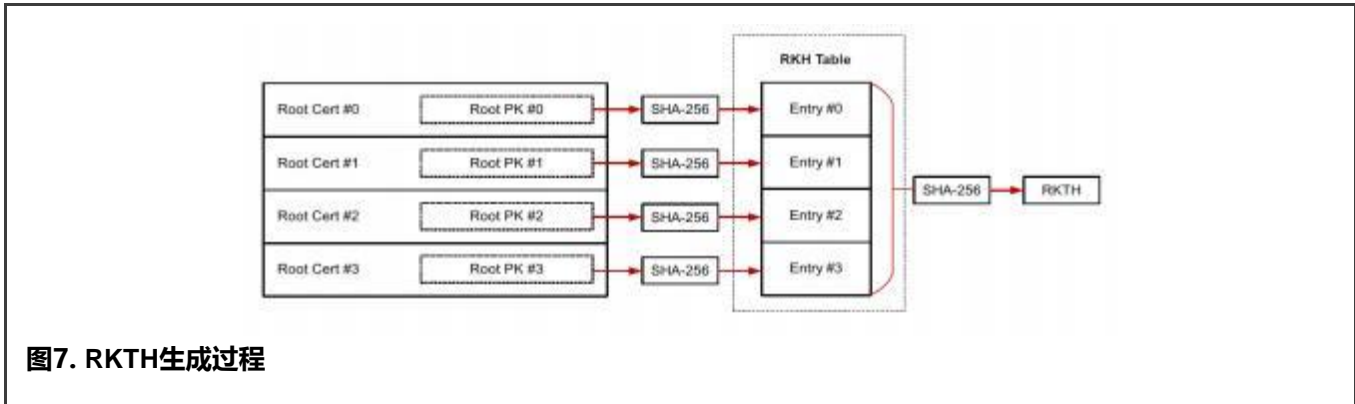 RKH Table
Root Cert #0 Root PK #0 SHA-256 Entry #0
Root Cert #1 Root PK #1 SHA-256 Entry #1
SHA-256 RKTH
Root Cert #2 Root PK #2 SHA-256 Entry #2
Root Cert #3 Root PK #3 SHA-256 Entry #3
图7. RKTH生成过程